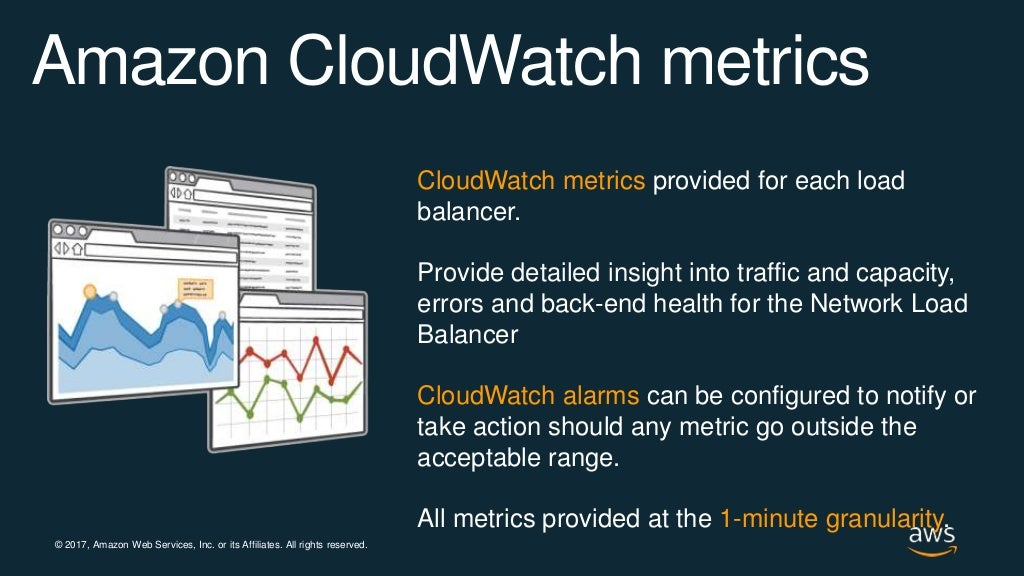 Amazon CloudWatch metrics
CloudWatch metrics provided for each load
balancer.
Provide detailed insight into traffic and capacity,
errors and back-end health for the Network Load
Balancer
CloudWatch alarms can be configured to notify or
take action should any metric go outside the
acceptable range.
All metrics provided at the 1-minute granularity.
aws
© 2017, Amazon Web Services, Inc. or its Affiliates. All rights reserved.